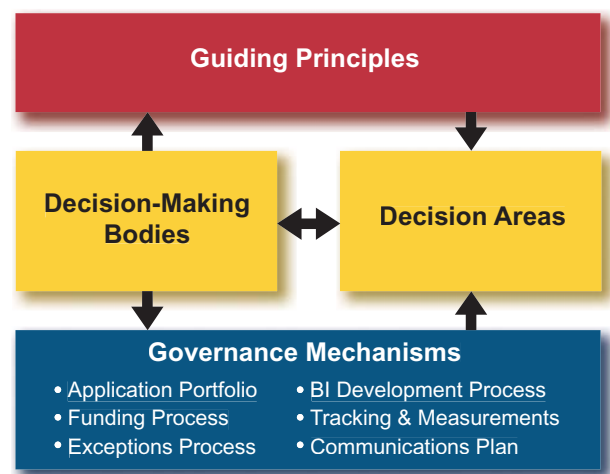 Guiding Principles
Decision-Making
Bodies
Decision Areas
Governance Mechanisms
• Application Portfolio
• Funding Process
• Exceptions Process
• BI Development Process
• Tracking & Measurements
• Communications Plan